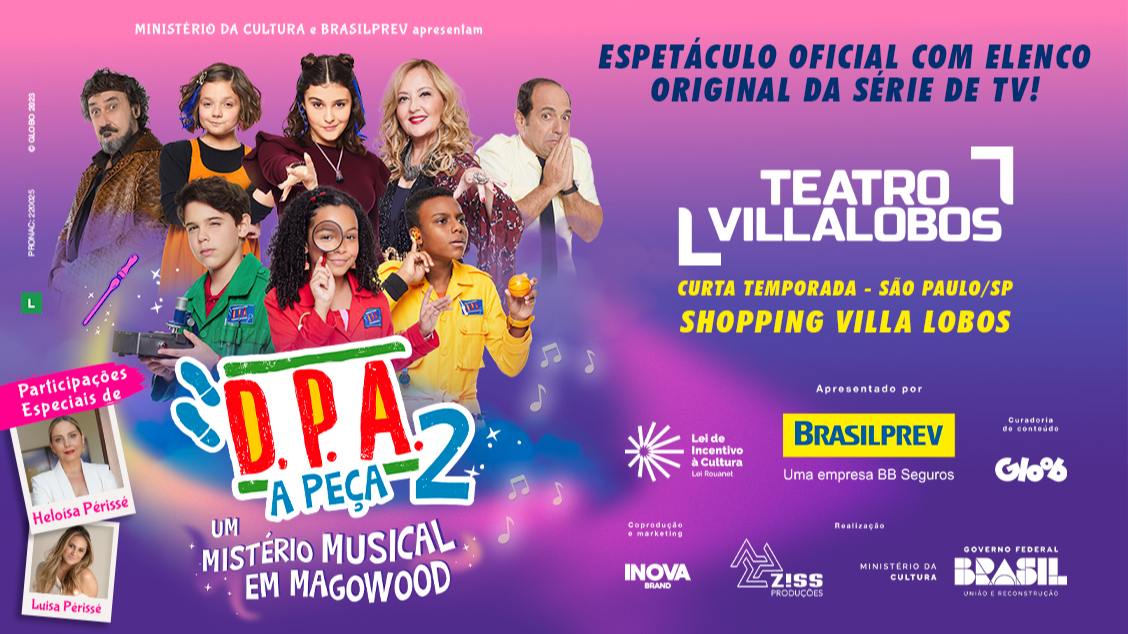 MINISTÉRIO DA CULTURA e BRASILPREV apresentam
© GLOBO 2023
PRONAC: 220025
L
Participações
Especiais de
Heloísa Périssé
Luisa Périssé
D.P.A. 2
A PEÇA
UM
MISTÉRIO MUSICAL
EM MAGOWOOD
ESPETÁCULO OFICIAL COM ELENCO
ORIGINAL DA SÉRIE DE TV!
TEATRO
VILLALOBOS
CURTA TEMPORADA - SÃO PAULO/SP
SHOPPING VILLA LOBOS
Apresentado por
Lei de
Incentivo
à Cultura
Lei Rouanet
BRASILPREV
Uma empresa BB Seguros
Curadoria
de conteúdo
Gloob
Coprodução
e marketing
INOVA
BRAND
Realização
ZISS
PRODUÇÕES
MINISTÉRIO DA
CULTURA
GOVERNO FEDERAL
BRASIL
UNIÃO E RECONSTRUÇÃO